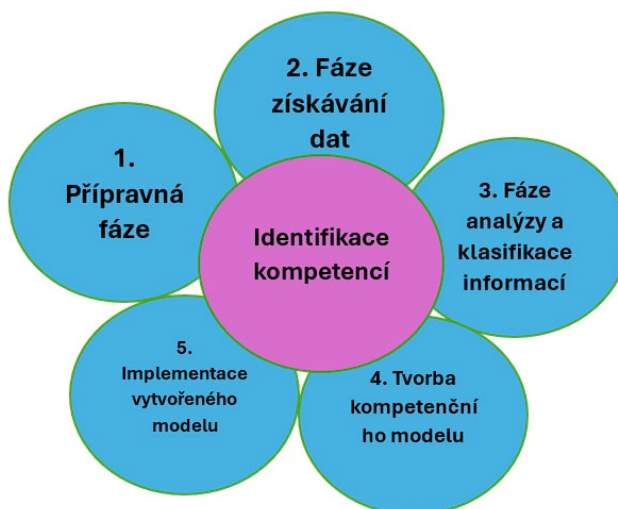 1.
Přípravná
fáze
2. Fáze
získávání
dat
3. Fáze
analýzy a
klasifikace
informací
4. Tvorba
kompetenční
ho modelu
5.
Implementace
vytvořeného
modelu
Identifikace
kompetencí